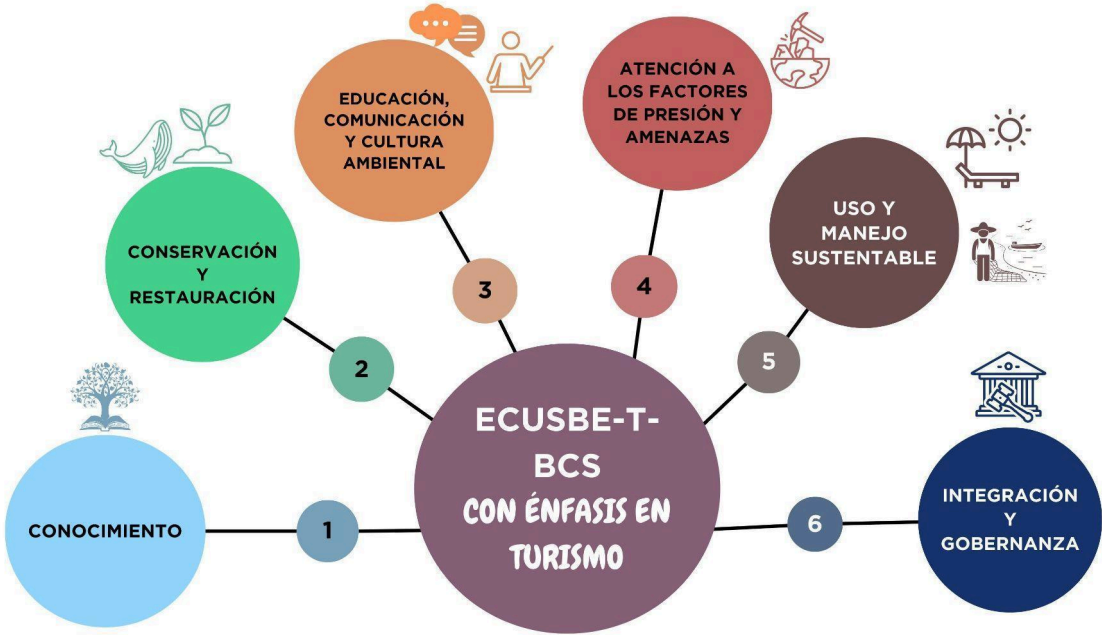 EDUCACIÓN,
COMUNICACIÓN
Y CULTURA
AMBIENTAL
ATENCIÓN A
LOS FACTORES
DE PRESIÓN Y
AMENAZAS
CONSERVACIÓN
Y
RESTAURACIÓN
USO Y
MANEJO
SUSTENTABLE
3
4
2
5
ECUSBE-T-
BCS
CON ÉNFASIS EN
TURISMO
CONOCIMIENTO
1
6
INTEGRACIÓN
Y
GOBERNANZA